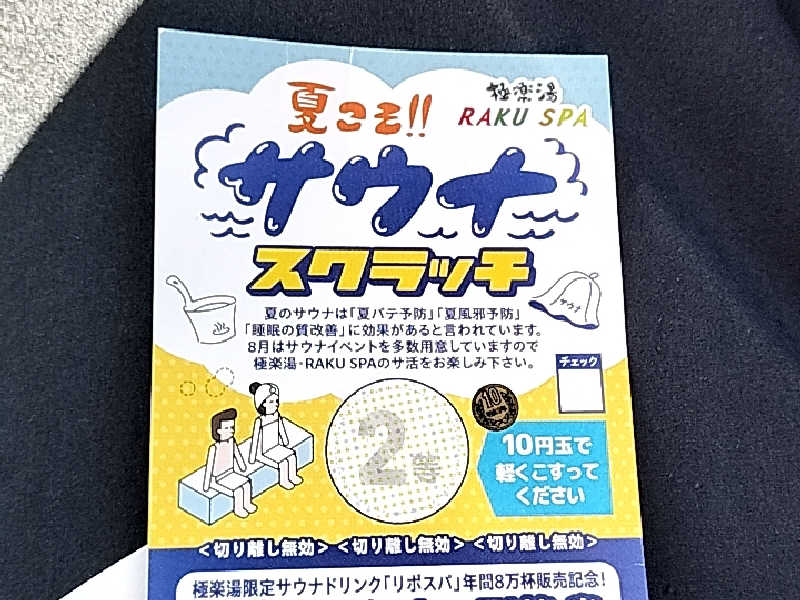 夏こそ!!
極楽湯
RAKU SPA
サウナ
スクラッチ
夏のサウナは「夏バテ予防」「夏風邪予防」
「睡眠の質改善」に効果があると言われています。
8月はサウナイベントを多数用意していますので
極楽湯・RAKU SPAのサ活をお楽しみ下さい。
サウナ
チェック
2等
10
10円玉で
軽くこすって
ください
<切り離し無効> <切り離し無効> <切り離し無効>
極楽湯限定サウナドリンク「リポスパ」年間8万杯販売記念!